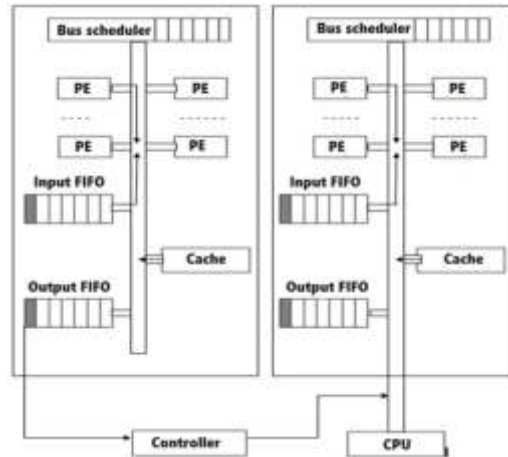 Bus scheduler
PE
PE
PE
PE
Input FIFO
Cache
Output FIFO
Bus scheduler
PE
PE
PE
PE
Input FIFO
Cache
Output FIFO
Controller
CPU